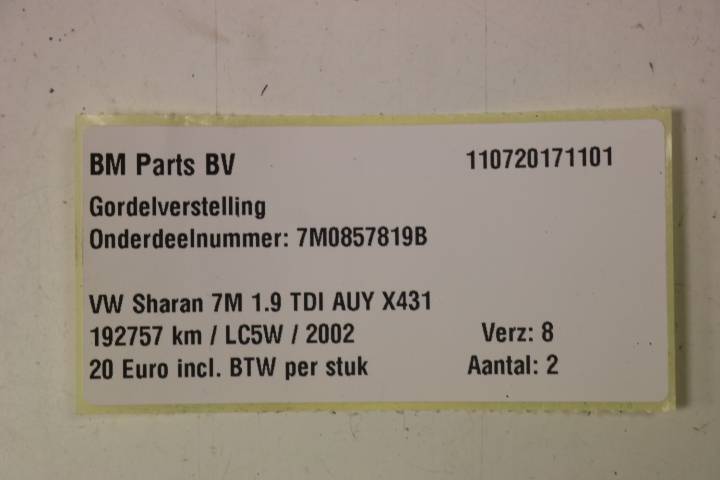 BM Parts BV 110720171101
Gordelverstelling
Onderdeelnummer: 7M0857819B
VW Sharan 7M 1.9 TDI AUY X431
192757 km / LC5W / 2002 Verz: 8
20 Euro incl. BTW per stuk Aantal: 2